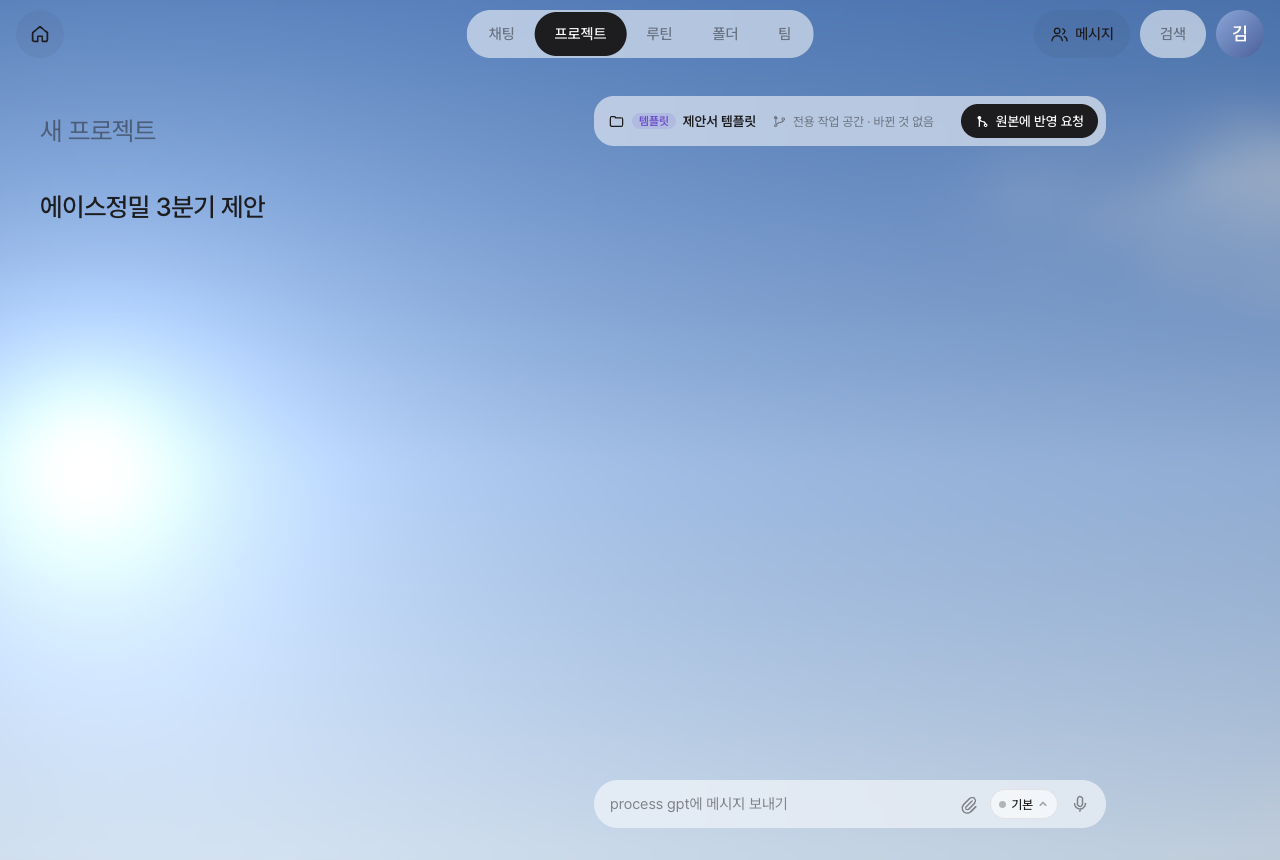 채팅
프로젝트
루틴
폴더
팀
메시지
검색
김
새 프로젝트
템플릿 제안서 템플릿 전용 작업 공간 · 바뀐 것 없음 원본에 반영 요청
에이스정밀 3분기 제안
process gpt에 메시지 보내기
기본